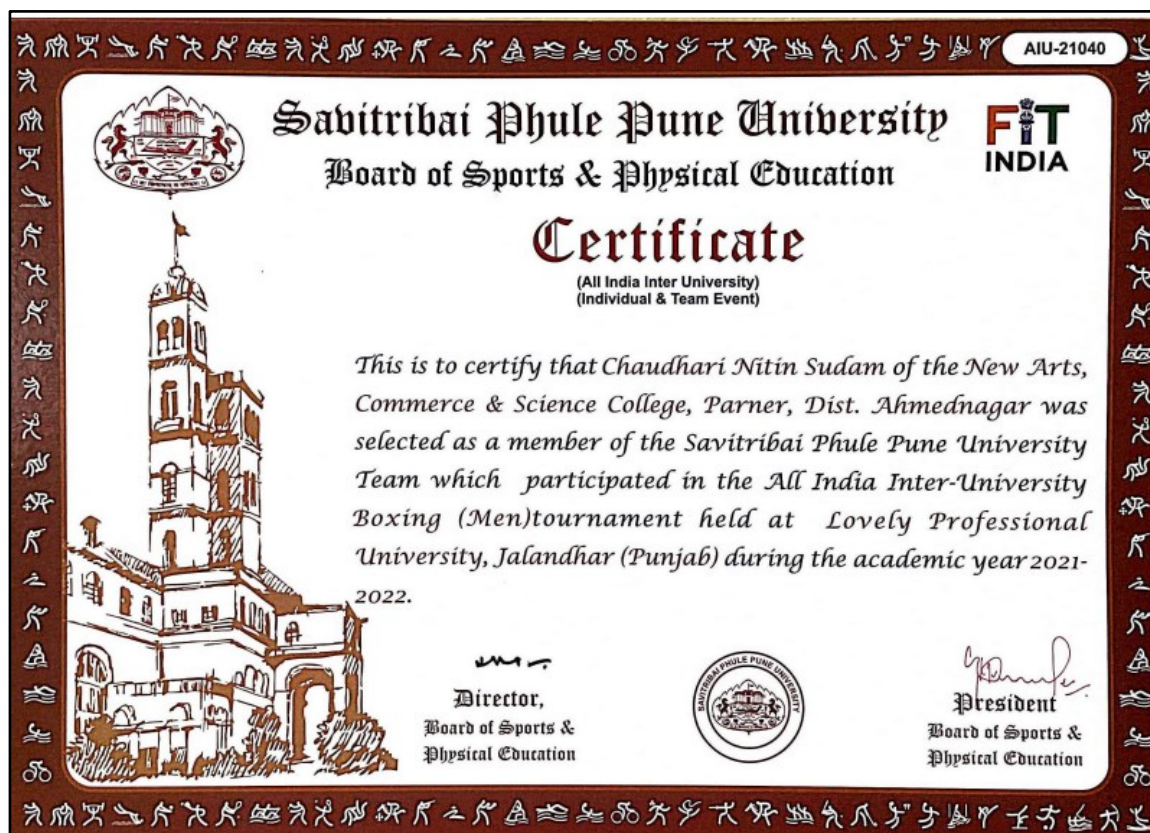 AIU-21040
Savitribai Phule Pune University
Board of Sports & Physical Education
FIT
INDIA
Certificate
(All India Inter University)
(Individual & Team Event)
This is to certify that Chaudhari Nitin Sudam of the New Arts,
Commerce & Science College, Parner, Dist. Ahmednagar was
selected as a member of the Savitribai Phule Pune University
Team which participated in the All India Inter-University
Boxing (Men)tournament held at Lovely Professional
University, Jalandhar (Punjab) during the academic year 2021-
2022.
Director,
Board of Sports &
Physical Education
SAVITRIBAI PHULE PUNE UNIVERSITY
President
Board of Sports &
Physical Education